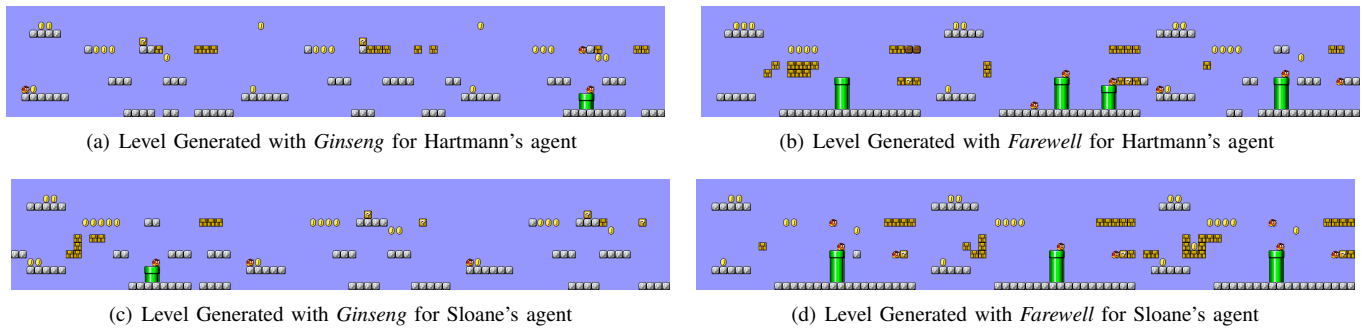 (a) Level Generated with Ginseng for Hartmann's agent
(b) Level Generated with Farewell for Hartmann's agent
(c) Level Generated with Ginseng for Sloane's agent
(d) Level Generated with Farewell for Sloane's agent